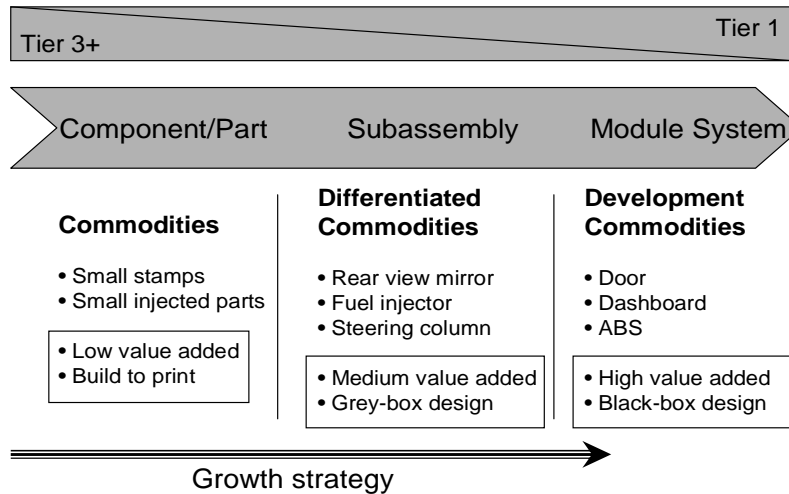 Tier 3+
Tier 1
Component/Part
Subassembly
Module System
Commodities
• Small stamps
• Small injected parts
• Low value added
• Build to print
Differentiated
Commodities
• Rear view mirror
• Fuel injector
• Steering column
• Medium value added
• Grey-box design
Development
Commodities
• Door
• Dashboard
• ABS
• High value added
• Black-box design
Growth strategy